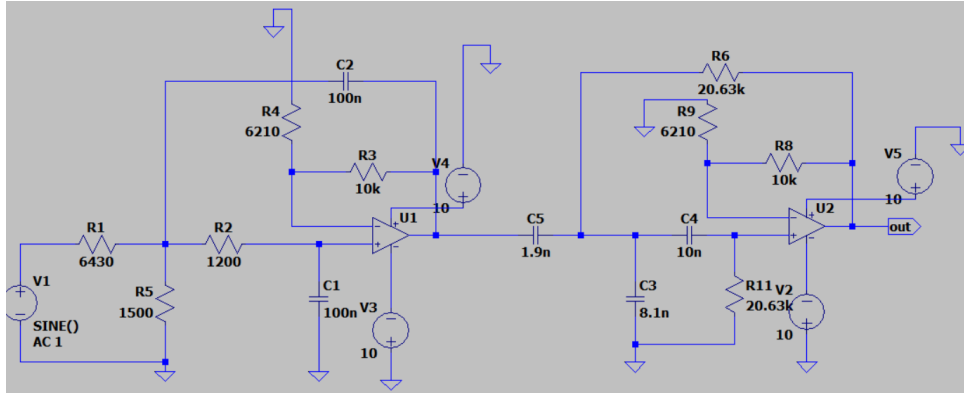 C2
100n
R4
6210
R3
10k
V4
10
U1
R1
6430
R2
1200
V1
SINE()
AC 1
R5
1500
C1
100n
V3
10
C5
1.9n
R6
20.63k
R9
6210
R8
10k
V5
10
U2
out
C4
10n
C3
8.1n
R11
20.63k
V2
10